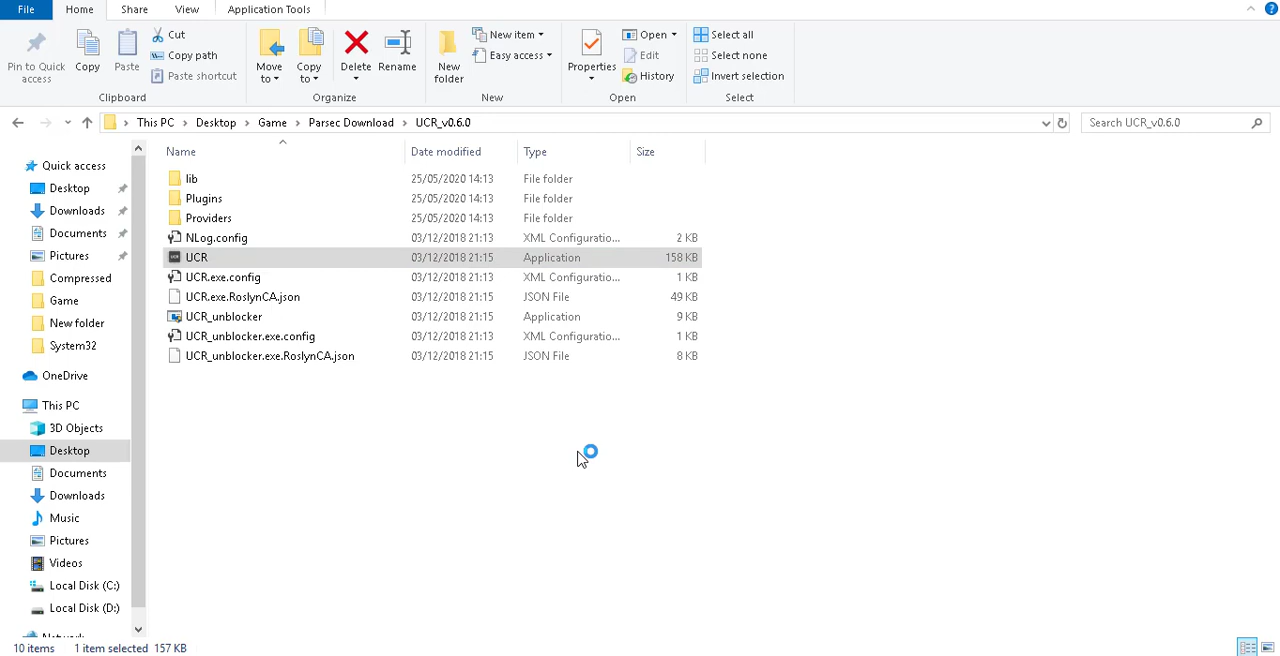 File Home Share View Application Tools
Pin to Quick access
Copy
Paste
Cut
Copy path
Paste shortcut
Clipboard
Move to
Copy to
Delete
Rename
Organize
New folder
New item
Easy access
New
Properties
Open
Edit
History
Open
Select all
Select none
Invert selection
Select
This PC > Desktop > Game > Parsec Download > UCR_v0.6.0
Search UCR_v0.6.0
Quick access
Desktop
Downloads
Documents
Pictures
Compressed
Game
New folder
System32
OneDrive
This PC
3D Objects
Desktop
Documents
Downloads
Music
Pictures
Videos
Local Disk (C:)
Local Disk (D:)
Network
Name Date modified Type Size
lib 25/05/2020 14:13 File folder
Plugins 25/05/2020 14:13 File folder
Providers 25/05/2020 14:13 File folder
NLog.config 03/12/2018 21:13 XML Configuratio... 2 KB
UCR 03/12/2018 21:15 Application 158 KB
UCR.exe.config 03/12/2018 21:13 XML Configuratio... 1 KB
UCR.exe.RoslynCA.json 03/12/2018 21:15 JSON File 49 KB
UCR_unblocker 03/12/2018 21:15 Application 9 KB
UCR_unblocker.exe.config 03/12/2018 21:13 XML Configuratio... 1 KB
UCR_unblocker.exe.RoslynCA.json 03/12/2018 21:15 JSON File 8 KB
10 items 1 item selected 157 KB